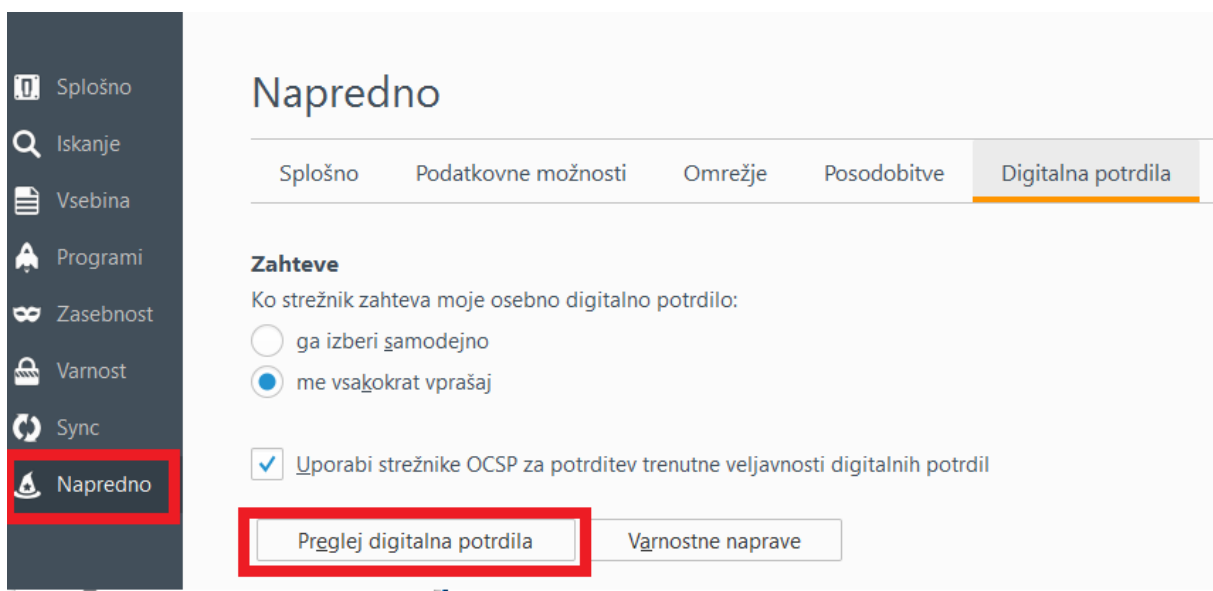 Splošno
Iskanje
Vsebina
Programi
Zasebnost
Varnost
Sync
Napredno
Napredno
Splošno Podatkovne možnosti Omrežje Posodobitve Digitalna potrdila
Zahteve
Ko strežnik zahteva moje osebno digitalno potrdilo:
ga izberi samodejno
me vsakokrat vprašaj
Uporabi strežnike OCSP za potrditev trenutne veljavnosti digitalnih potrdil
Preglej digitalna potrdila Varnostne naprave